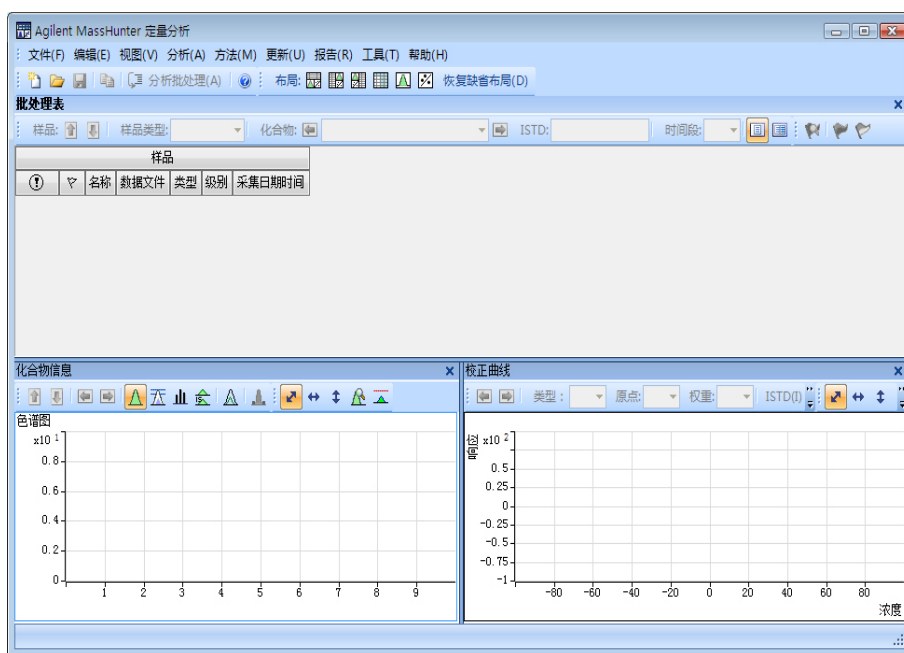 Agilent MassHunter 定量分析
文件(F) 编辑(E) 视图(V) 分析(A) 方法(M) 更新(U) 报告(R) 工具(T) 帮助(H)
分析批处理(A) 布局: 恢复缺省布局(D)
批处理表
样品: 样品类型: 化合物: ISTD: 时间段:
样品
名称 数据文件 类型 级别 采集日期时间
化合物信息
色谱图
x10 1
0.8
0.6
0.4
0.2
0
1 2 3 4 5 6 7 8 9
校正曲线
类型: 原点: 权重: ISTD(I)
响应
x10 2
0.5
0.25
0
-0.25
-0.5
-0.75
-1
-80 -60 -40 -20 0 20 40 60 80
浓度